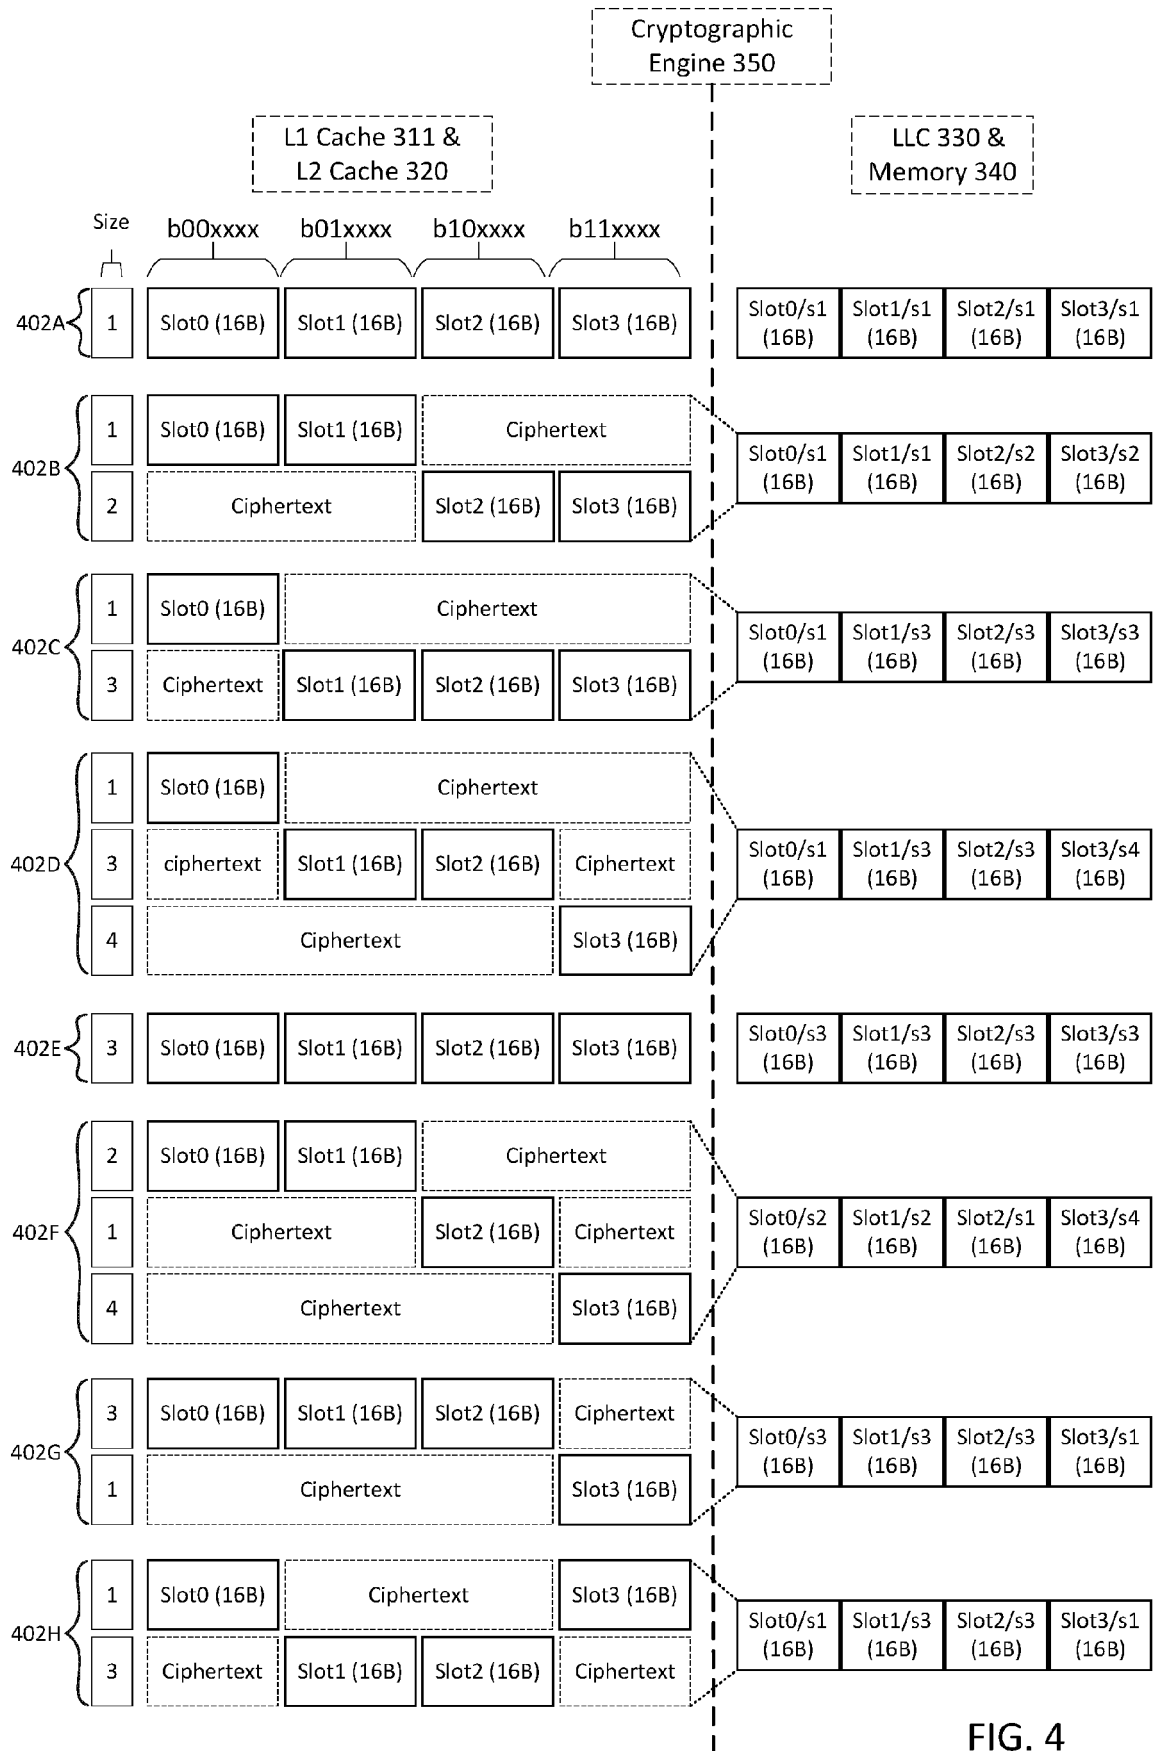 Cryptographic
Engine 350
L1 Cache 311 &
L2 Cache 320
LLC 330 &
Memory 340
Size
b00xxxx b01xxxx b10xxxx b11xxxx
402A 1 Slot0 (16B) Slot1 (16B) Slot2 (16B) Slot3 (16B)
Slot0/s1 Slot1/s1 Slot2/s1 Slot3/s1
(16B) (16B) (16B) (16B)
402B
1 Slot0 (16B) Slot1 (16B) Ciphertext
2 Ciphertext Slot2 (16B) Slot3 (16B)
Slot0/s1 Slot1/s1 Slot2/s2 Slot3/s2
(16B) (16B) (16B) (16B)
402C
1 Slot0 (16B) Ciphertext
3 Ciphertext Slot1 (16B) Slot2 (16B) Slot3 (16B)
Slot0/s1 Slot1/s3 Slot2/s3 Slot3/s3
(16B) (16B) (16B) (16B)
402D
1 Slot0 (16B) Ciphertext
3 ciphertext Slot1 (16B) Slot2 (16B) Ciphertext
4 Ciphertext Slot3 (16B)
Slot0/s1 Slot1/s3 Slot2/s3 Slot3/s4
(16B) (16B) (16B) (16B)
402E 3 Slot0 (16B) Slot1 (16B) Slot2 (16B) Slot3 (16B)
Slot0/s3 Slot1/s3 Slot2/s3 Slot3/s3
(16B) (16B) (16B) (16B)
402F
2 Slot0 (16B) Slot1 (16B) Ciphertext
1 Ciphertext Slot2 (16B) Ciphertext
4 Ciphertext Slot3 (16B)
Slot0/s2 Slot1/s2 Slot2/s1 Slot3/s4
(16B) (16B) (16B) (16B)
402G
3 Slot0 (16B) Slot1 (16B) Slot2 (16B) Ciphertext
1 Ciphertext Slot3 (16B)
Slot0/s3 Slot1/s3 Slot2/s3 Slot3/s1
(16B) (16B) (16B) (16B)
402H
1 Slot0 (16B) Ciphertext Slot3 (16B)
3 Ciphertext Slot1 (16B) Slot2 (16B) Ciphertext
Slot0/s1 Slot1/s3 Slot2/s3 Slot3/s1
(16B) (16B) (16B) (16B)
FIG. 4